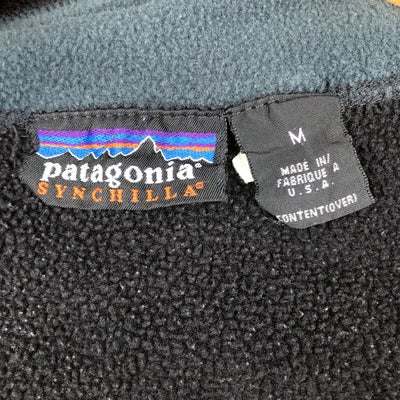 patagonia®
SYNCHILLA®
M
MADE IN/
FABRIQUE A
U.S.A.
CONTENT(OVER)